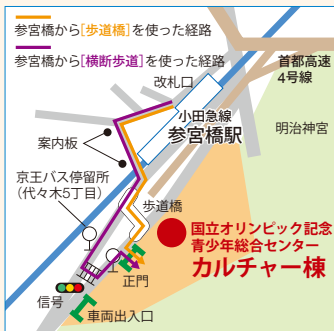 参宮橋から[歩道橋]を使った経路
参宮橋から[横断歩道]を使った経路
改札口
首都高速
4号線
小田急線
参宮橋駅
明治神宮
案内板
京王バス停留所
(代々木5丁目)
歩道橋
国立オリンピック記念
青少年総合センター
カルチャー棟
正門
信号
車両出入口